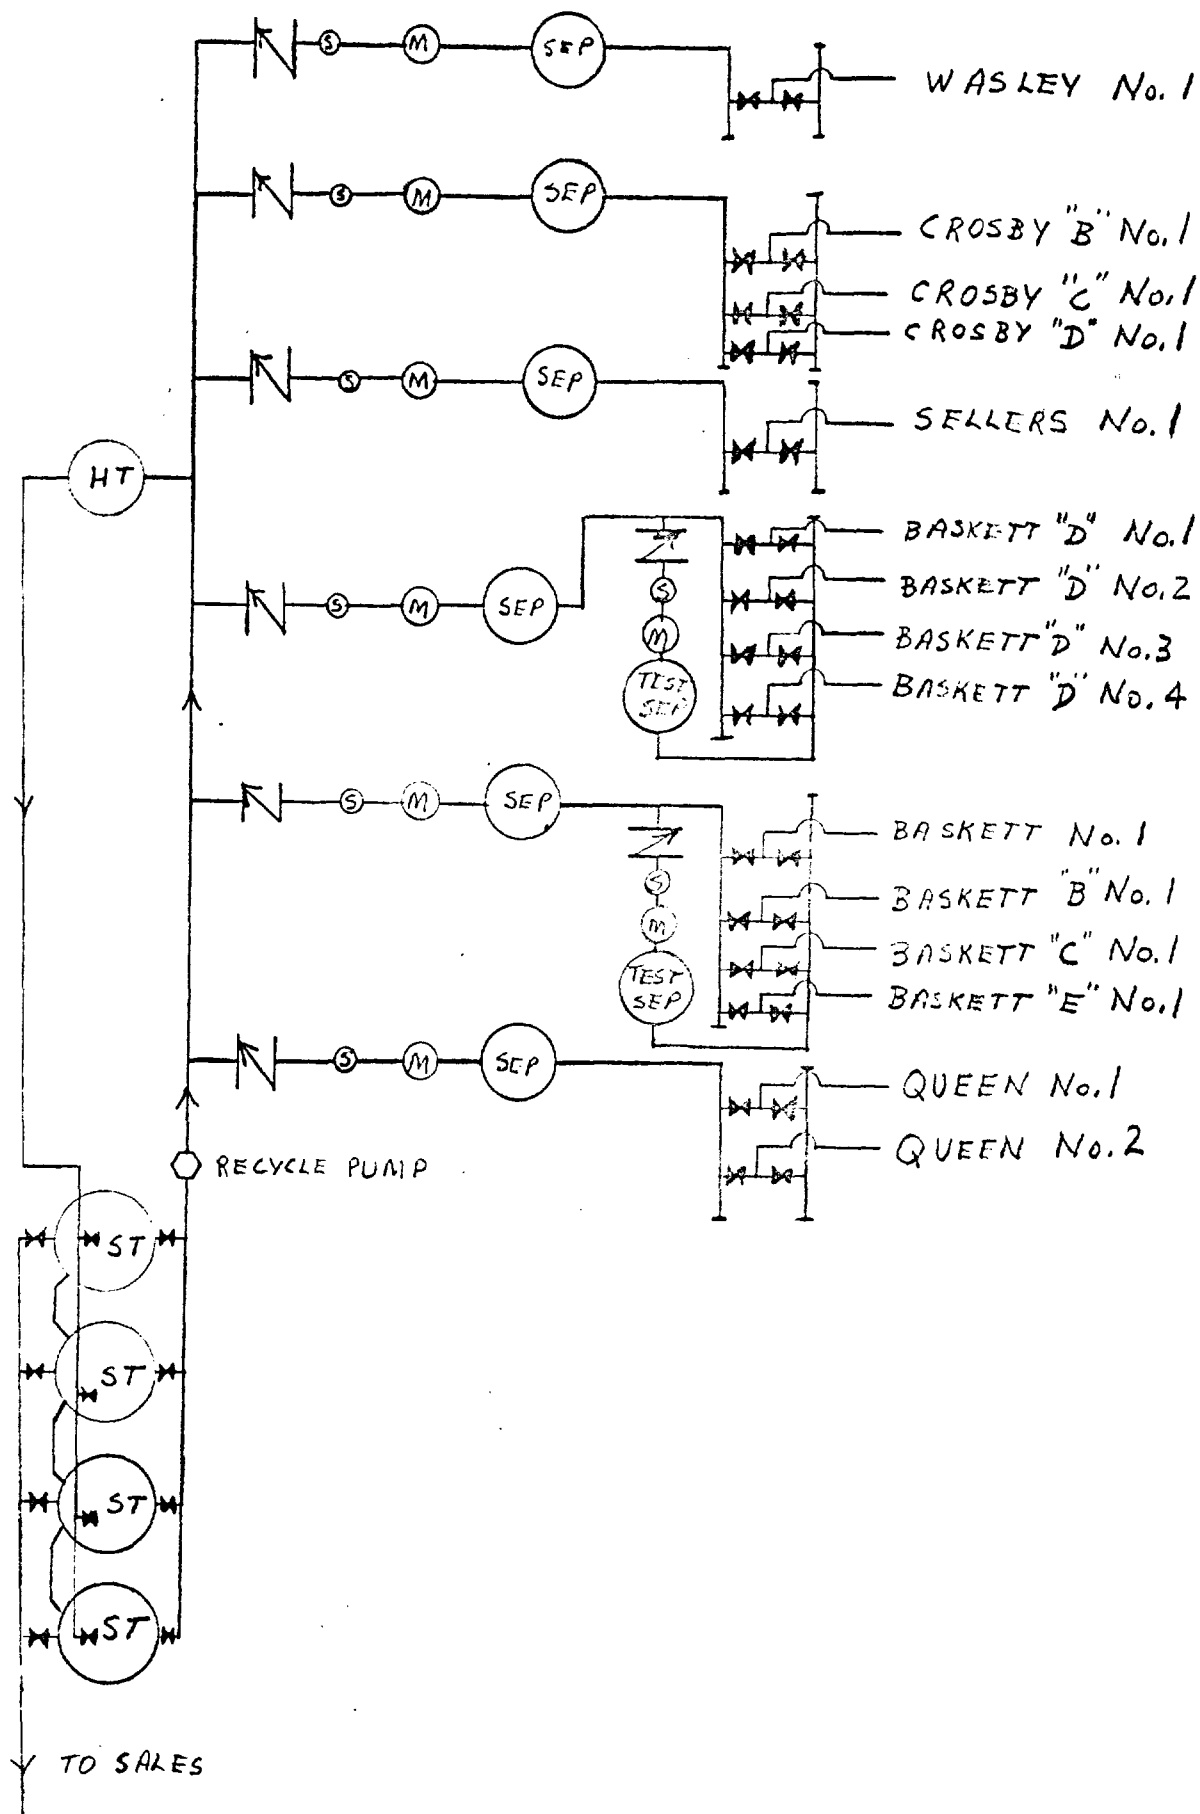 S M SEP WASLEY No. 1
S M SEP CROSBY "B" No. 1
CROSBY "C" No. 1
CROSBY "D" No. 1
S M SEP SELLERS No. 1
HT
BASKETT "D" No. 1
S M SEP
S
M
TEST
SEP
BASKETT "D" No. 2
BASKETT "D" No. 3
BASKETT "D" No. 4
S M SEP
S
M
TEST
SEP
BASKETT No. 1
BASKETT "B" No. 1
BASKETT "C" No. 1
BASKETT "E" No. 1
S M SEP
QUEEN No. 1
QUEEN No. 2
RECYCLE PUMP
ST
ST
ST
ST
TO SALES